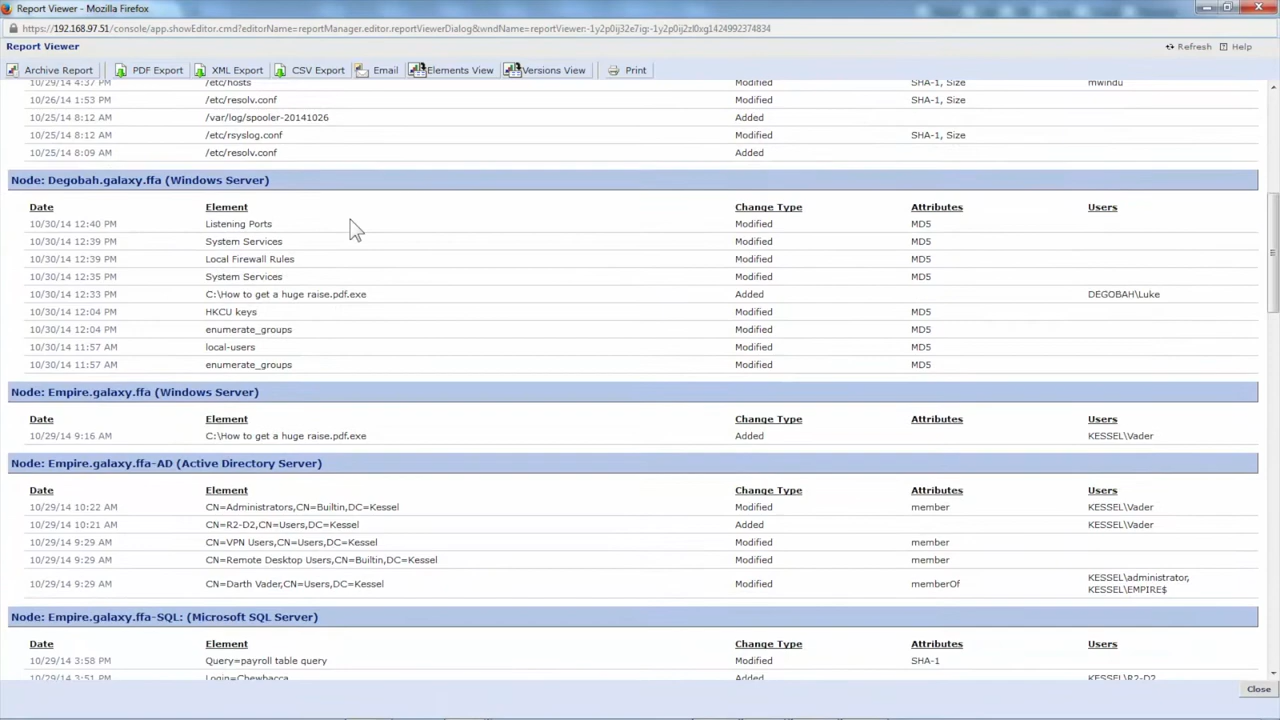 Report Viewer - Mozilla Firefox
https://192.168.97.51/console/app.showEditor.cmd?editorName=reportManager.editor.reportViewerDialog&wndName=reportViewer:-1y2p0ij32e7ig:-1y2p0ij2zl0xg1424992374834
Report Viewer Refresh Help
Archive Report PDF Export XML Export CSV Export Email Elements View Versions View Print
10/29/14 4:37 PM /etc/hosts Modified SHA-1, Size mwindu
10/26/14 1:53 PM /etc/resolv.conf Modified SHA-1, Size
10/25/14 8:12 AM /var/log/spooler-20141026 Added
10/25/14 8:12 AM /etc/rsyslog.conf Modified SHA-1, Size
10/25/14 8:09 AM /etc/resolv.conf Added
Node: Degobah.galaxy.ffa (Windows Server)
Date Element Change Type Attributes Users
10/30/14 12:40 PM Listening Ports Modified MD5
10/30/14 12:39 PM System Services Modified MD5
10/30/14 12:39 PM Local Firewall Rules Modified MD5
10/30/14 12:35 PM System Services Modified MD5
10/30/14 12:33 PM C:\How to get a huge raise.pdf.exe Added DEGOBAH\Luke
10/30/14 12:04 PM HKCU keys Modified MD5
10/30/14 12:04 PM enumerate_groups Modified MD5
10/30/14 11:57 AM local-users Modified MD5
10/30/14 11:57 AM enumerate_groups Modified MD5
Node: Empire.galaxy.ffa (Windows Server)
Date Element Change Type Attributes Users
10/29/14 9:16 AM C:\How to get a huge raise.pdf.exe Added KESSEL\Vader
Node: Empire.galaxy.ffa-AD (Active Directory Server)
Date Element Change Type Attributes Users
10/29/14 10:22 AM CN=Administrators,CN=Builtin,DC=Kessel Modified member KESSEL\Vader
10/29/14 10:21 AM CN=R2-D2,CN=Users,DC=Kessel Added KESSEL\Vader
10/29/14 9:29 AM CN=VPN Users,CN=Users,DC=Kessel Modified member
10/29/14 9:29 AM CN=Remote Desktop Users,CN=Builtin,DC=Kessel Modified member
10/29/14 9:29 AM CN=Darth Vader,CN=Users,DC=Kessel Modified memberOf KESSEL\administrator,
KESSEL\EMPIRE$
Node: Empire.galaxy.ffa-SQL: (Microsoft SQL Server)
Date Element Change Type Attributes Users
10/29/14 3:58 PM Query=payroll table query Modified SHA-1
10/29/14 3:51 PM Login=Chewbacca Added KESSEL\R2-D2
Close